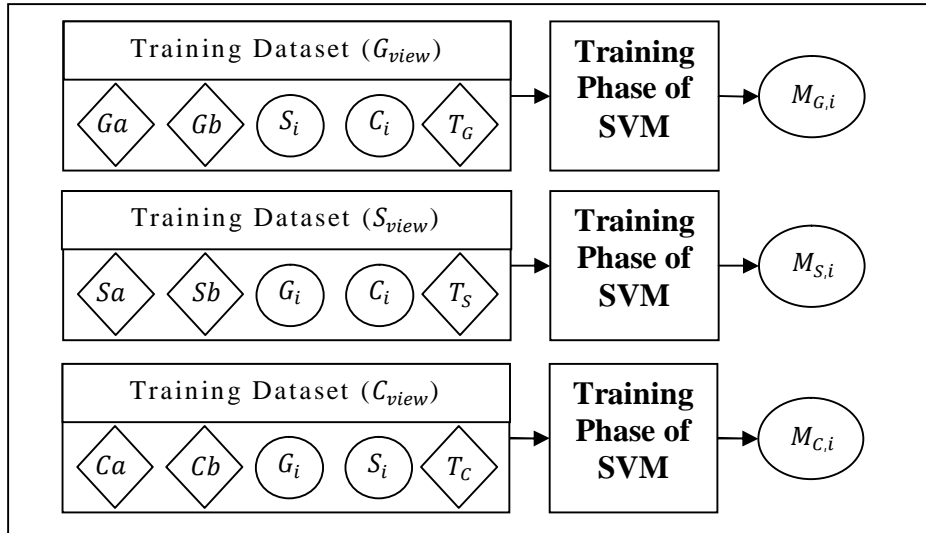 Training Dataset (G_view)
Ga Gb S_i C_i T_G
Training
Phase of
SVM
M_G,i
Training Dataset (S_view)
Sa Sb G_i C_i T_S
Training
Phase of
SVM
M_S,i
Training Dataset (C_view)
Ca Cb G_i S_i T_C
Training
Phase of
SVM
M_C,i